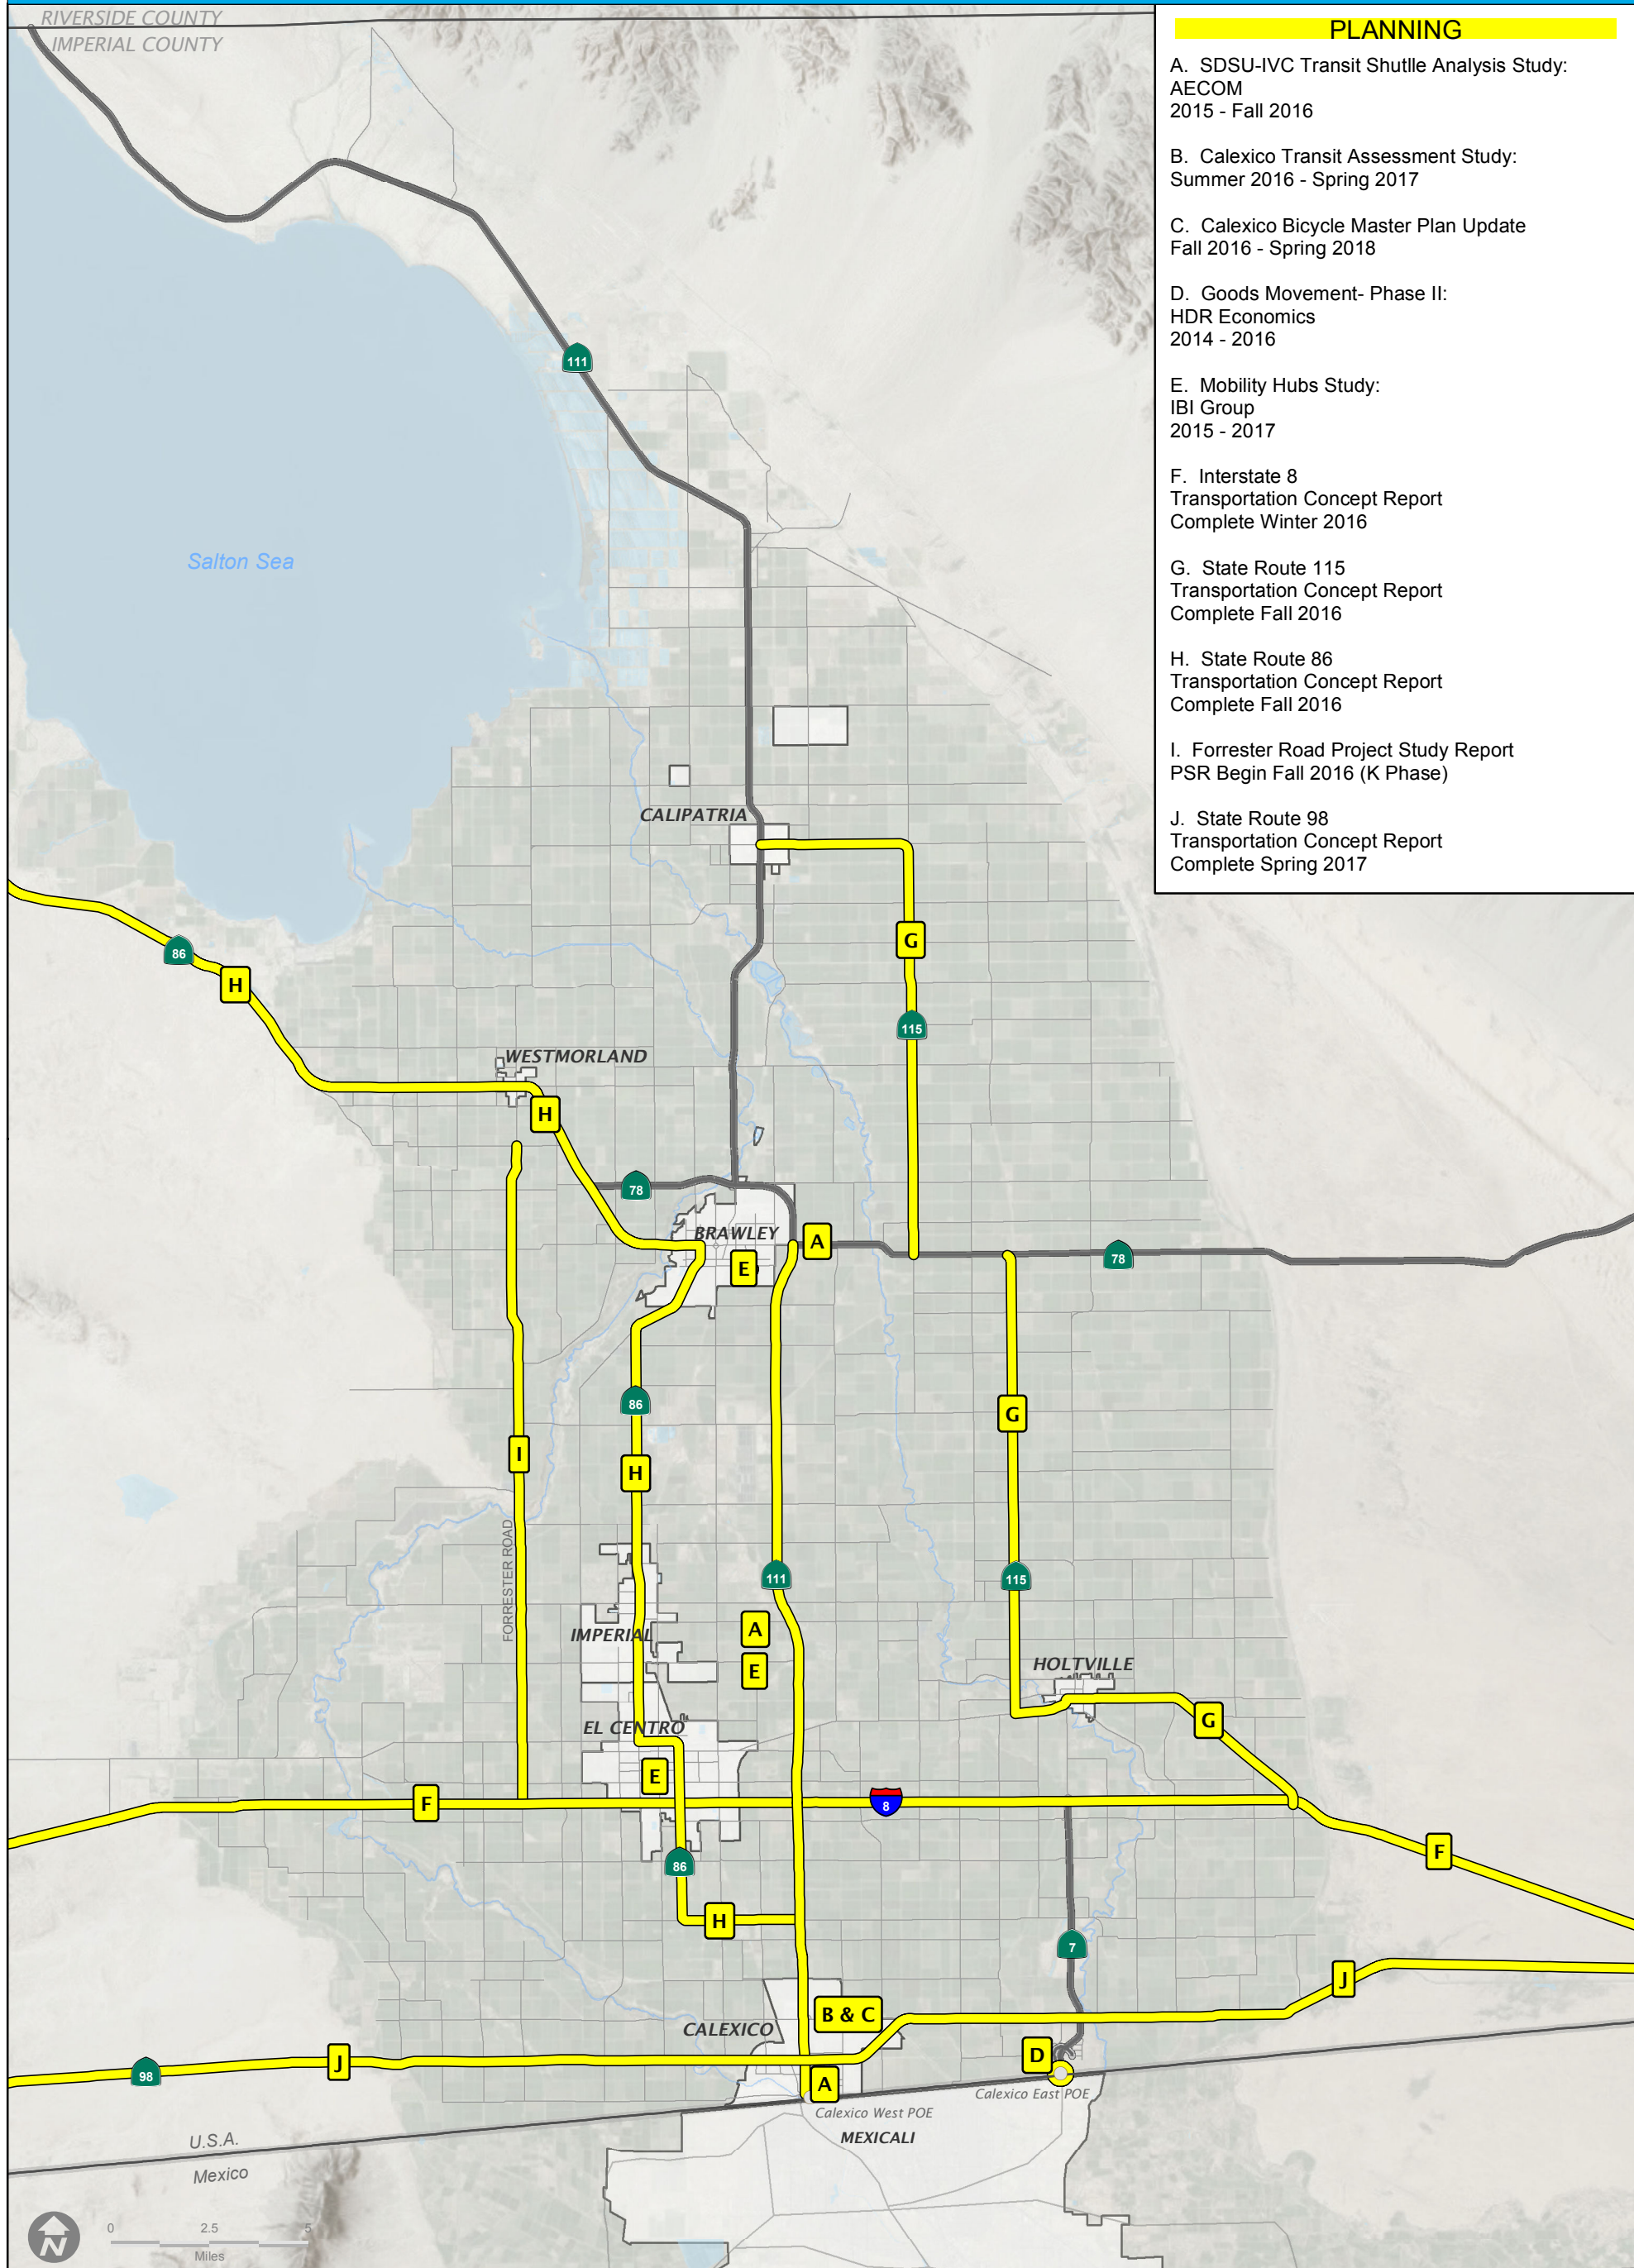 RIVERSIDE COUNTY
IMPERIAL COUNTY
PLANNING
A. SDSU-IVC Transit Shutlle Analysis Study:
AECOM
2015 - Fall 2016
B. Calexico Transit Assessment Study:
Summer 2016 - Spring 2017
C. Calexico Bicycle Master Plan Update
Fall 2016 - Spring 2018
D. Goods Movement- Phase II:
HDR Economics
2014 - 2016
E. Mobility Hubs Study:
IBI Group
2015 - 2017
F. Interstate 8
Transportation Concept Report
Complete Winter 2016
G. State Route 115
Transportation Concept Report
Complete Fall 2016
H. State Route 86
Transportation Concept Report
Complete Fall 2016
I. Forrester Road Project Study Report
PSR Begin Fall 2016 (K Phase)
J. State Route 98
Transportation Concept Report
Complete Spring 2017
111
Salton Sea
CALIPATRIA
G
86
H
115
WESTMORLAND
H
78
BRAWLEY
A
E
78
86
G
I
H
FORRESTER ROAD
111
115
A
IMPERIAL
E
HOLTVILLE
G
EL CENTRO
E
F
8
F
86
H
7
J
B & C
CALEXICO
J
98
D
A
Calexico East POE
Calexico West POE
MEXICALI
U.S.A.
Mexico
N
0 2.5 5
Miles